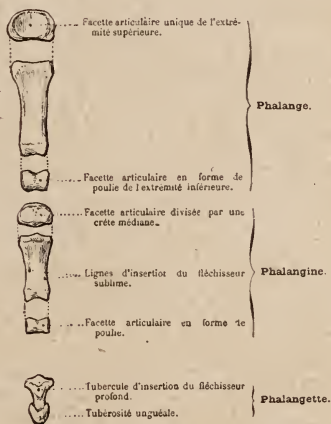 Facette articulaire unique de l'extré-
mité supérieure.
Phalange.
Facette articulaire en forme de
poulie de l'extrémité inférieure.
Facette articulaire divisée par une
crête médiane.
Lignes d'insertion du fléchisseur
sublime.
Phalangine.
Facette articulaire en forme de
poulie.
Tubercule d'insertion du fléchisseur
profond.
Phalangette.
Tubérosité unguéale.